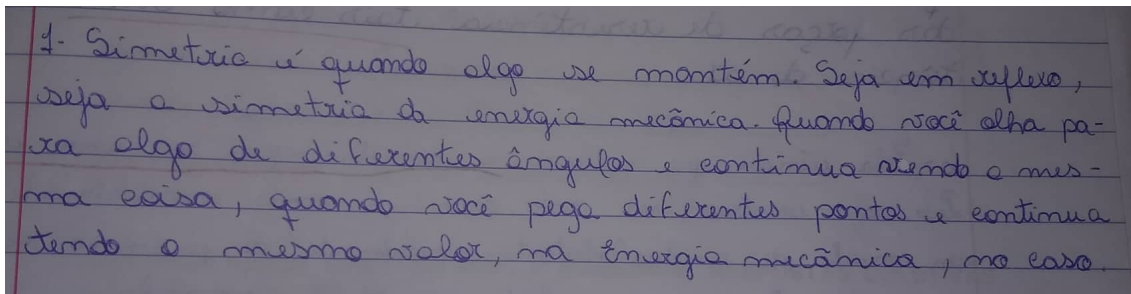 1- Simetria é quando algo se mantém. Seja em reflexo,
seja a simetria da energia mecânica. Quando você olha pa-
ra algo de diferentes ângulos e continua vendo a mes-
ma coisa, quando você pega diferentes pontos e continua
tendo o mesmo valor, na Energia mecânica, no caso.